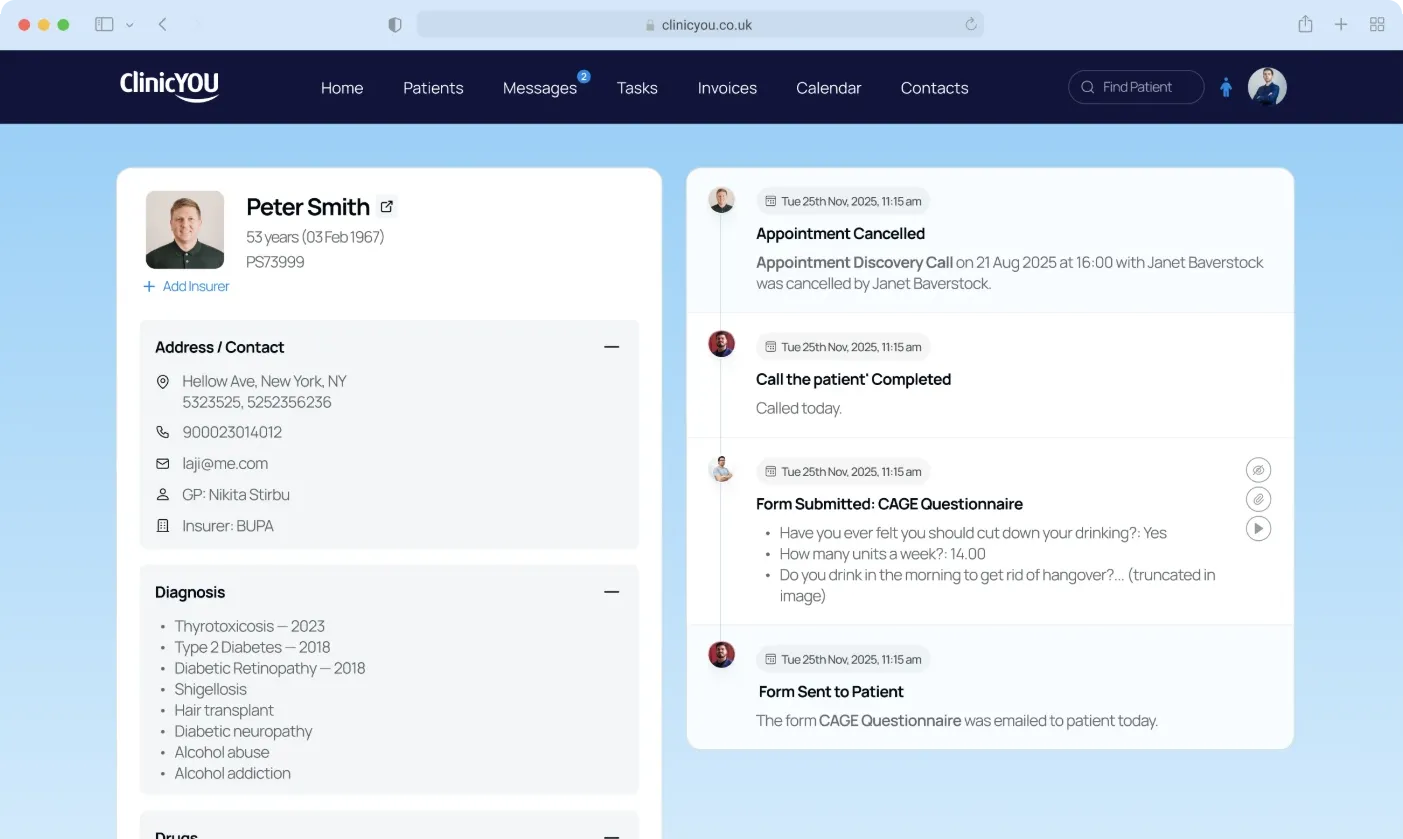 clinicyou.co.uk
ClinicYOU
Home Patients Messages 2 Tasks Invoices Calendar Contacts
Find Patient
Peter Smith
53 years (03 Feb 1967)
PS73999
+ Add Insurer
Address / Contact
Hellow Ave, New York, NY
5323525, 5252356236
900023014012
laji@me.com
GP: Nikita Stirbu
Insurer: BUPA
Diagnosis
• Thyrotoxicosis — 2023
• Type 2 Diabetes — 2018
• Diabetic Retinopathy — 2018
• Shigellosis
• Hair transplant
• Diabetic neuropathy
• Alcohol abuse
• Alcohol addiction
Drugs
Tue 25th Nov, 2025, 11:15 am
Appointment Cancelled
Appointment Discovery Call on 21 Aug 2025 at 16:00 with Janet Baverstock
was cancelled by Janet Baverstock.
Tue 25th Nov, 2025, 11:15 am
Call the patient' Completed
Called today.
Tue 25th Nov, 2025, 11:15 am
Form Submitted: CAGE Questionnaire
• Have you ever felt you should cut down your drinking?: Yes
• How many units a week?: 14.00
• Do you drink in the morning to get rid of hangover?... (truncated in
image)
Tue 25th Nov, 2025, 11:15 am
Form Sent to Patient
The form CAGE Questionnaire was emailed to patient today.